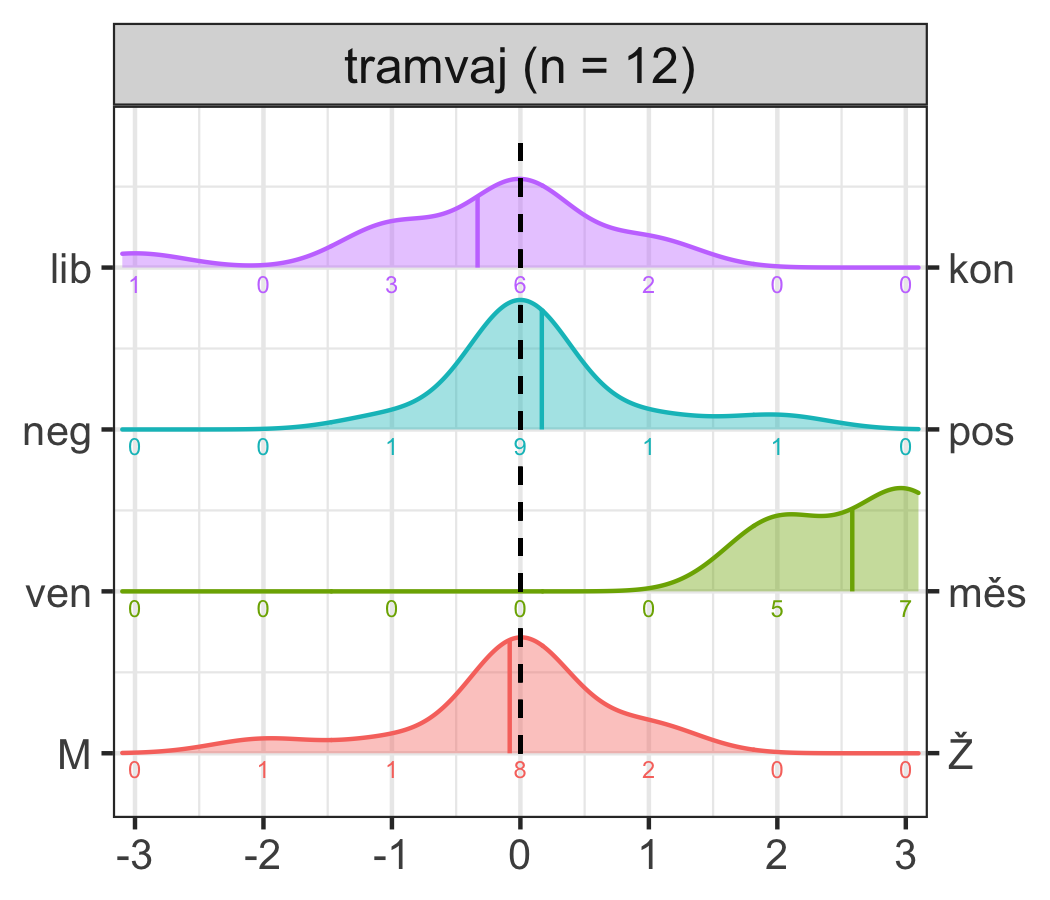 tramvaj (n = 12)
lib kon
1 0 3 6 2 0 0
neg pos
0 0 1 9 1 1 0
ven měs
0 0 0 0 0 5 7
M Ž
0 1 1 8 2 0 0
-3 -2 -1 0 1 2 3